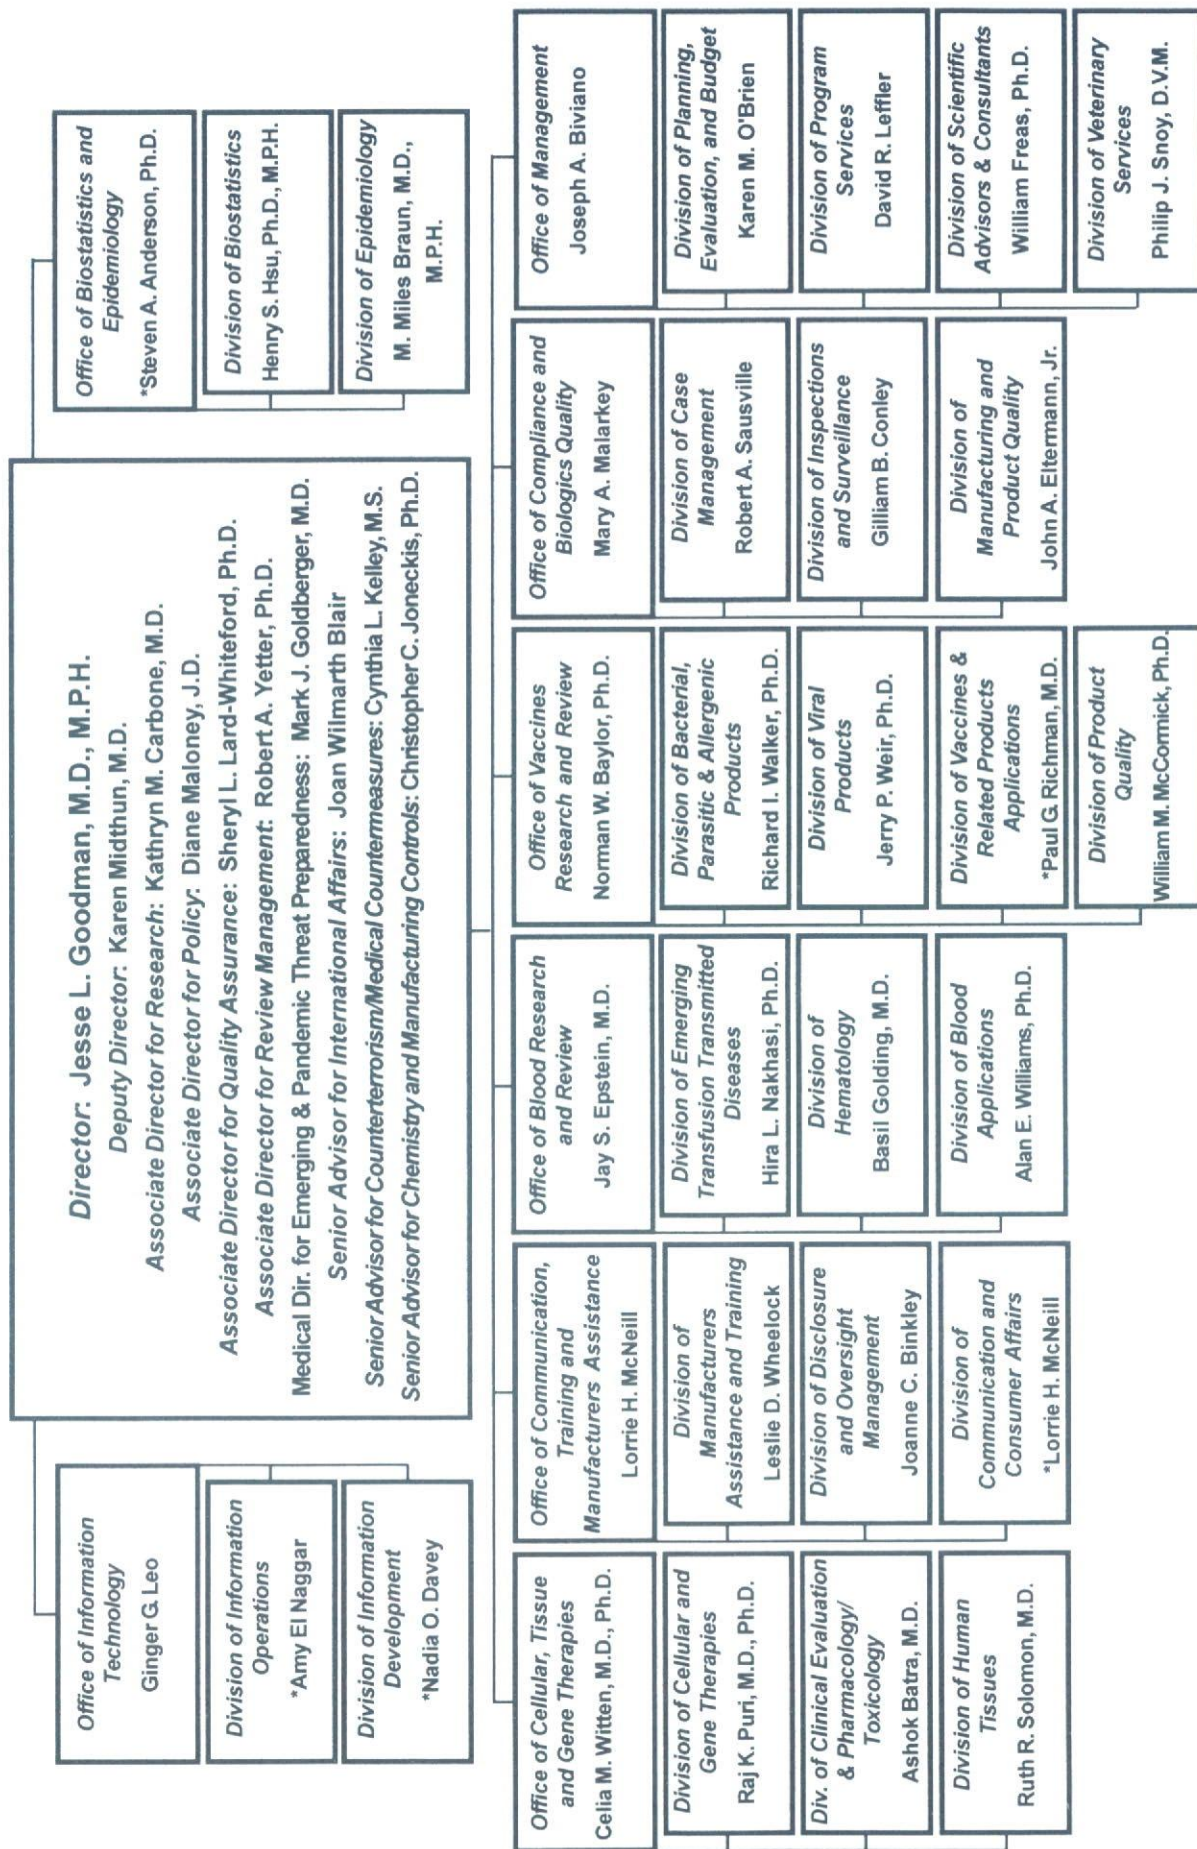 Director: Jesse L. Goodman, M.D., M.P.H.
Deputy Director: Karen Midthun, M.D.
Associate Director for Research: Kathryn M. Carbone, M.D.
Associate Director for Policy: Diane Maloney, J.D.
Associate Director for Quality Assurance: Sheryl L. Lard-Whiteford, Ph.D.
Associate Director for Review Management: Robert A. Yetter, Ph.D.
Medical Dir. for Emerging & Pandemic Threat Preparedness: Mark J. Goldberger, M.D.
Senior Advisor for International Affairs: Joan Wilmarth Blair
Senior Advisor for Counterterrorism/Medical Countermeasures: Cynthia L. Kelley, M.S.
Senior Advisor for Chemistry and Manufacturing Controls: Christopher C. Joneckis, Ph.D.
Office of Information
Technology
Ginger G. Leo
Division of Information
Operations
*Amy El Naggar
Division of Information
Development
*Nadia O. Davey
Office of Biostatistics and
Epidemiology
*Steven A. Anderson, Ph.D.
Division of Biostatistics
Henry S. Hsu, Ph.D., M.P.H.
Division of Epidemiology
M. Miles Braun, M.D.,
M.P.H.
Office of Cellular, Tissue
and Gene Therapies
Celia M. Witten, M.D., Ph.D.
Division of Cellular and
Gene Therapies
Raj K. Puri, M.D., Ph.D.
Div. of Clinical Evaluation
& Pharmacology/
Toxicology
Ashok Batra, M.D.
Division of Human
Tissues
Ruth R. Solomon, M.D.
Office of Communication,
Training and
Manufacturers Assistance
Lorrie H. McNeill
Division of
Manufacturers
Assistance and Training
Leslie D. Wheelock
Division of Disclosure
and Oversight
Management
Joanne C. Binkley
Division of
Communication and
Consumer Affairs
*Lorrie H. McNeill
Office of Blood Research
and Review
Jay S. Epstein, M.D.
Division of Emerging
Transfusion Transmitted
Diseases
Hira L. Nakhasi, Ph.D.
Division of
Hematology
Basil Golding, M.D.
Division of Blood
Applications
Alan E. Williams, Ph.D.
Office of Vaccines
Research and Review
Norman W. Baylor, Ph.D.
Division of Bacterial,
Parasitic & Allergenic
Products
Richard I. Walker, Ph.D.
Division of Viral
Products
Jerry P. Weir, Ph.D.
Division of Vaccines &
Related Products
Applications
*Paul G. Richman, M.D.
Division of Product
Quality
William M. McCormick, Ph.D.
Office of Compliance and
Biologics Quality
Mary A. Malarkey
Division of Case
Management
Robert A. Sausville
Division of Inspections
and Surveillance
Gilliam B. Conley
Division of
Manufacturing and
Product Quality
John A. Eltermann, Jr.
Office of Management
Joseph A. Biviano
Division of Planning,
Evaluation, and Budget
Karen M. O'Brien
Division of Program
Services
David R. Leffler
Division of Scientific
Advisors & Consultants
William Freas, Ph.D.
Division of Veterinary
Services
Philip J. Snoy, D.V.M.